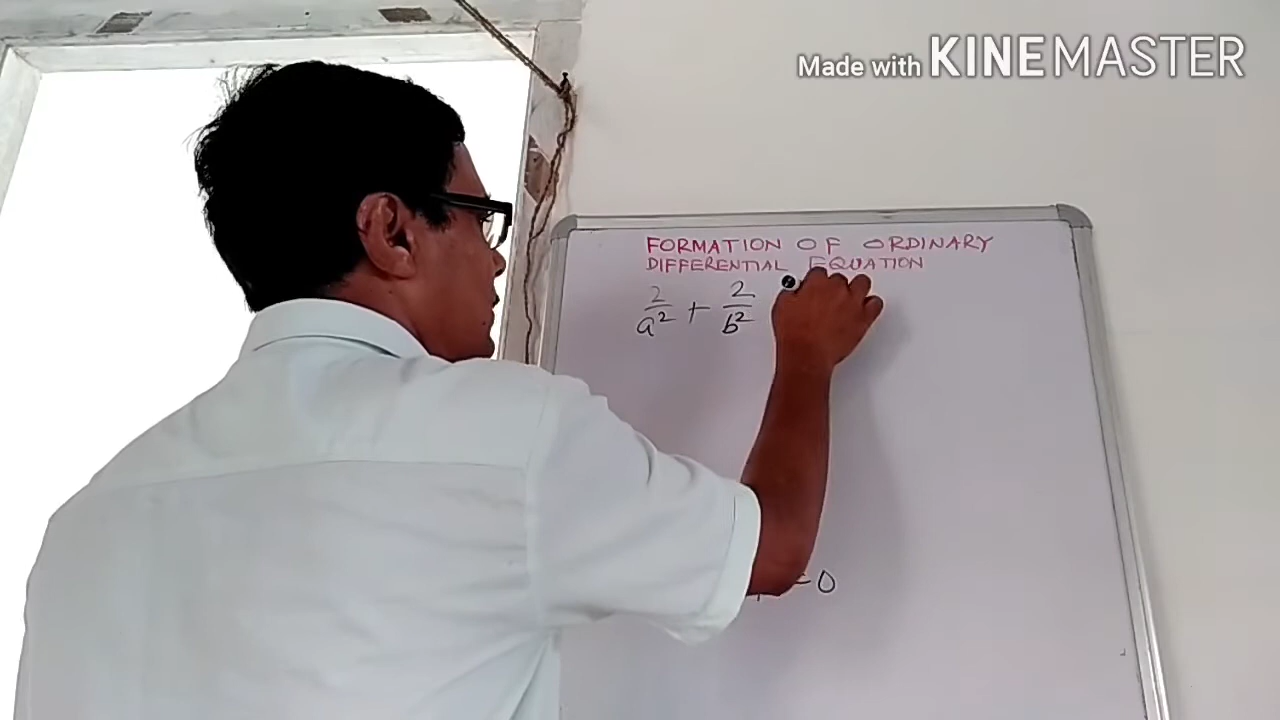 Made with KINEMASTER
FORMATION OF ORDINARY
DIFFERENTIAL EQUATION
2/a² + 2/b²
=0